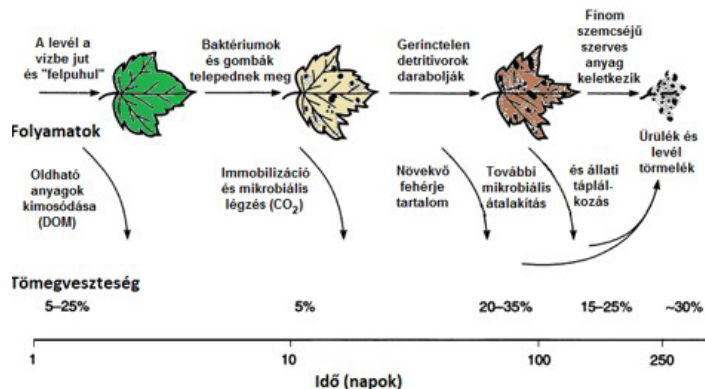 A levél a
vízbe jut
és "felpuhul"
Baktériumok
és gombák
telepednek meg
Gerinctelen
detritivorok
darabolják
Fínom
szemcséjű
szerves
anyag
keletkezik
Folyamatok
Oldható
anyagok
kimosódása
(DOM)
Immobilizáció
és mikrobiális
légzés (CO₂)
Növekvő
fehérje
tartalom
További
mikrobiális
átalakítás
és állati
táplál-
kozás
Ürülék és
levél
törmelék
Tömegveszteség
5–25%
5%
20–35%
15–25%
~30%
1
10
100
250
Idő (napok)